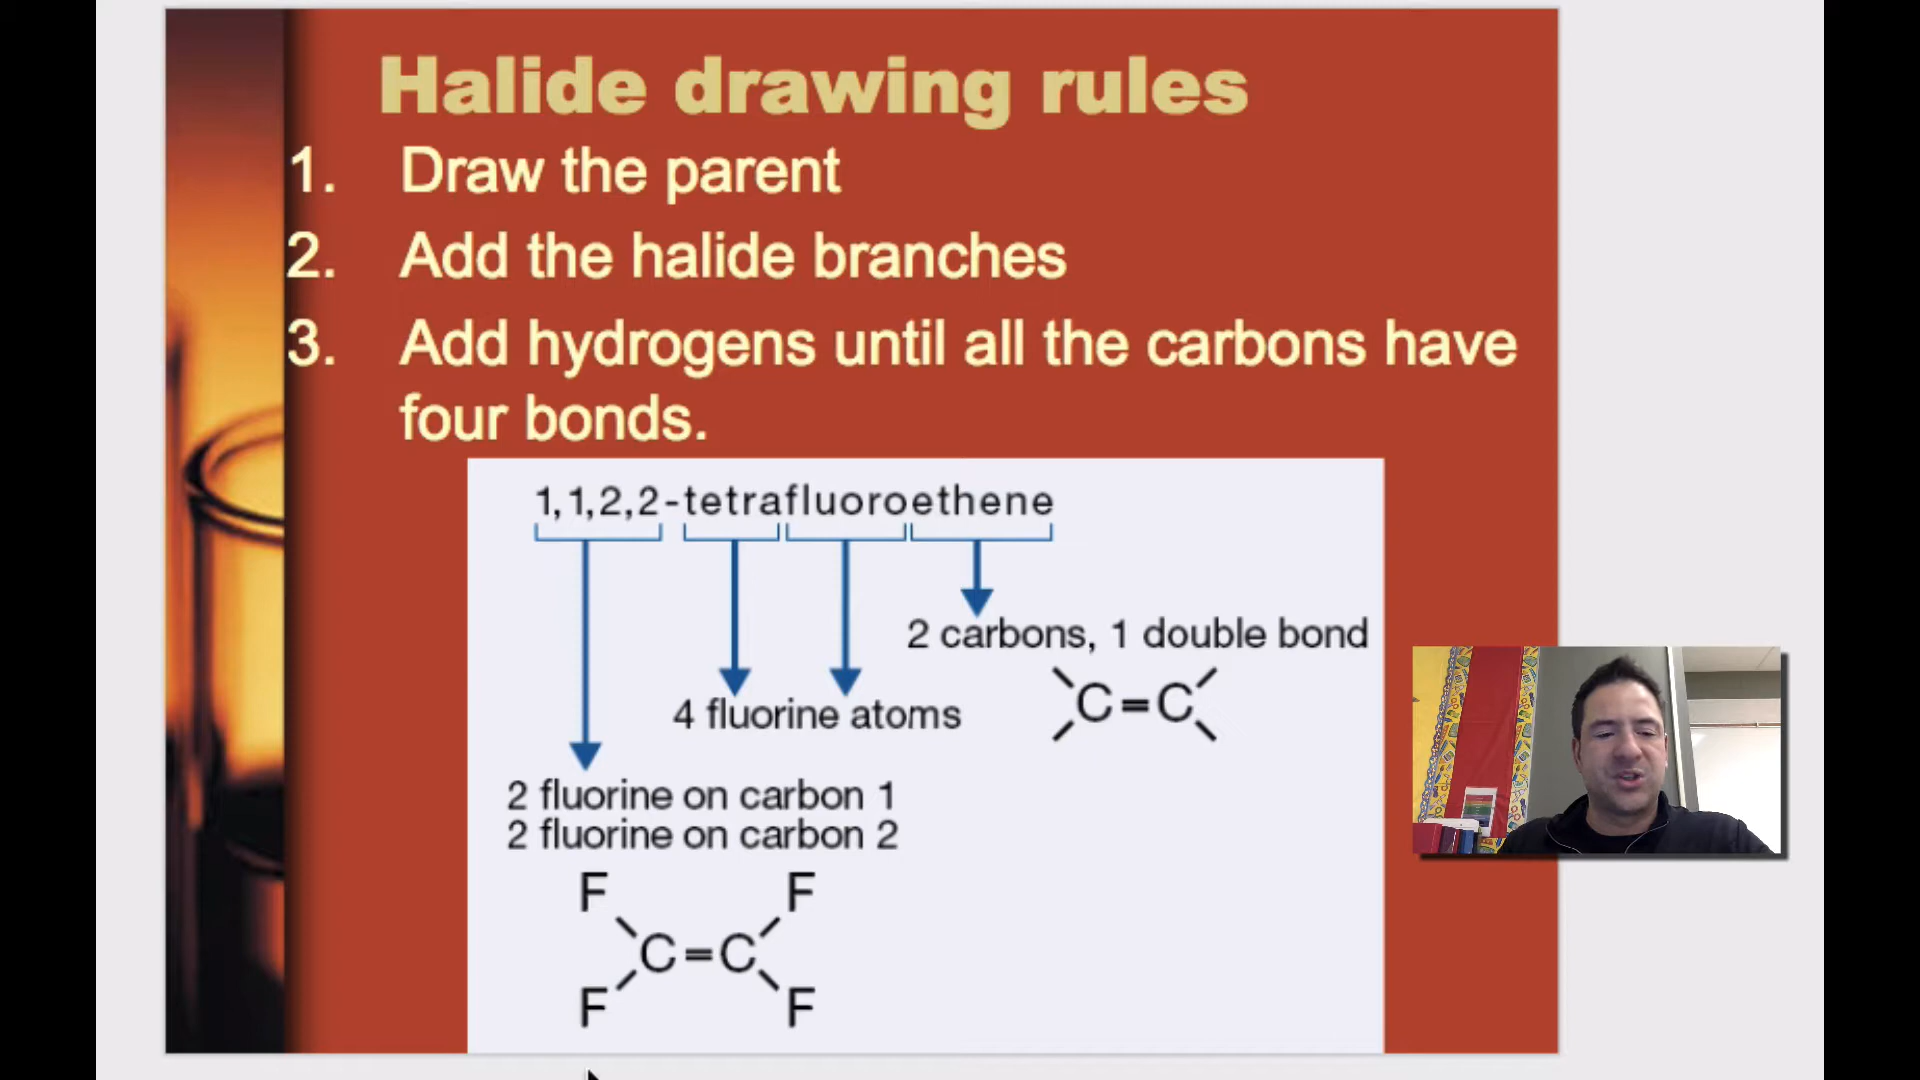 Halide drawing rules
1. Draw the parent
2. Add the halide branches
3. Add hydrogens until all the carbons have
four bonds.
1,1,2,2-tetrafluoroethene
2 carbons, 1 double bond
C=C
4 fluorine atoms
2 fluorine on carbon 1
2 fluorine on carbon 2
F F
C=C
F F